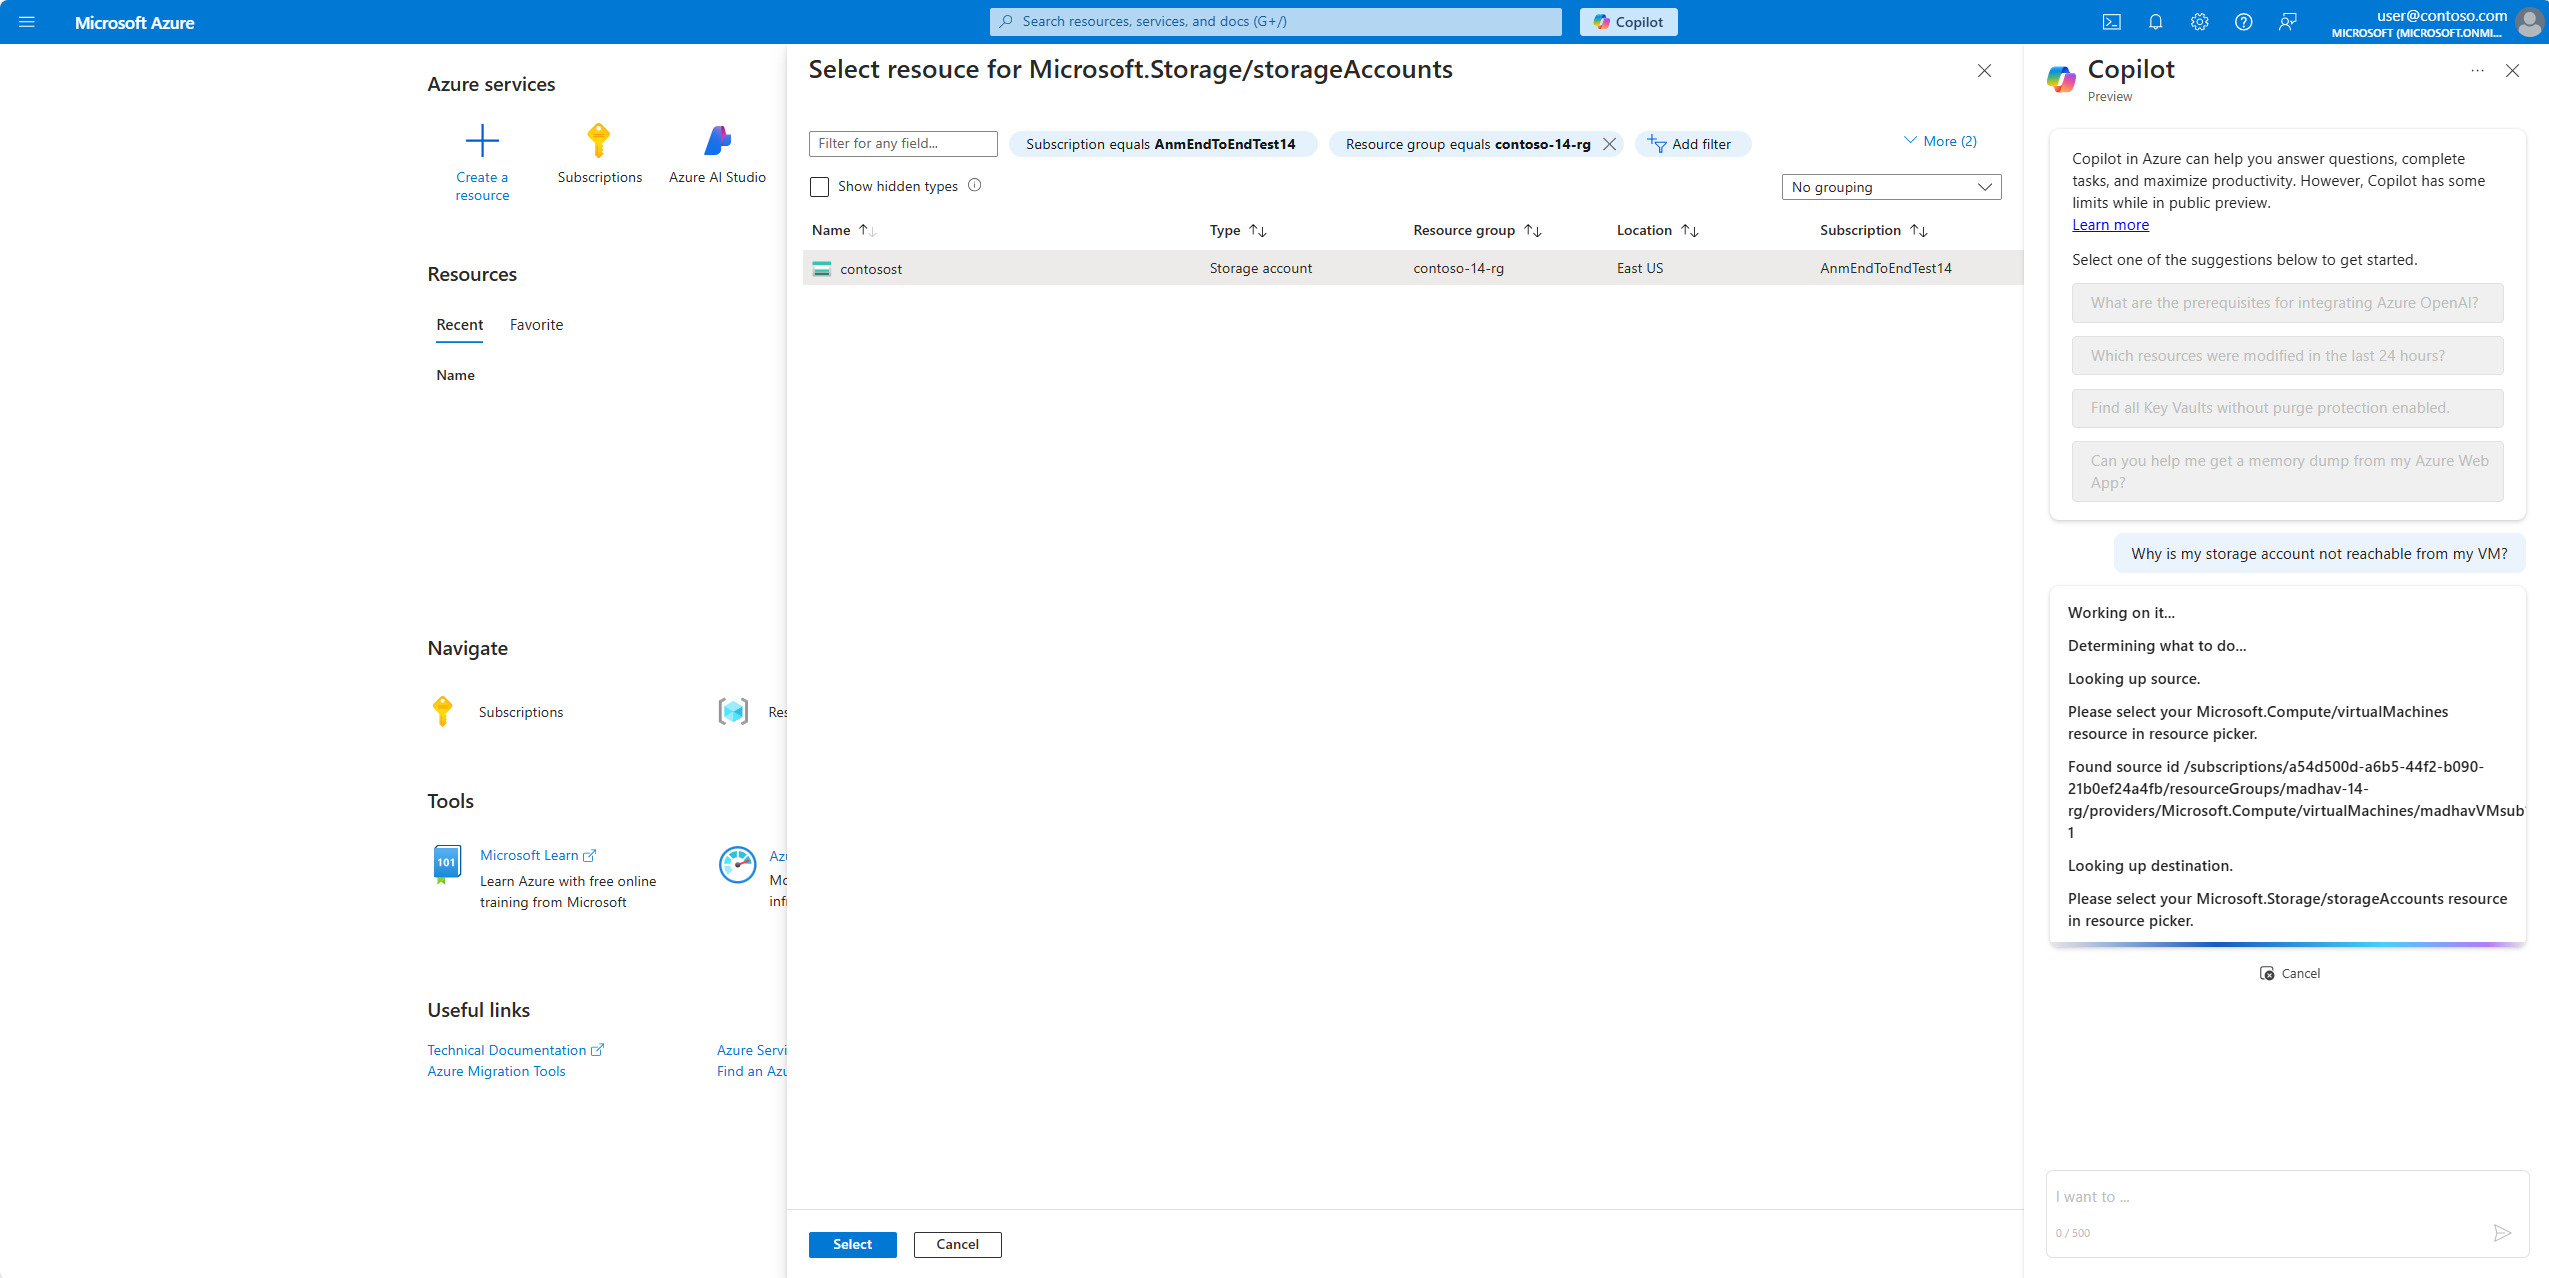 Microsoft Azure
Search resources, services, and docs (G+/)
Copilot
user@contoso.com
MICROSOFT (MICROSOFT.ONMI...
Azure services
Create a
resource
Subscriptions
Azure AI Studio
Resources
Recent
Favorite
Name
Navigate
Subscriptions
Res
Tools
101
Microsoft Learn
Learn Azure with free online
training from Microsoft
Azu
Mo
infr
Useful links
Technical Documentation
Azure Servi
Azure Migration Tools
Find an Azu
Select resouce for Microsoft.Storage/storageAccounts
Filter for any field...
Subscription equals AnmEndToEndTest14
Resource group equals contoso-14-rg
Add filter
More (2)
Show hidden types
No grouping
Name Type Resource group Location Subscription
contosost Storage account contoso-14-rg East US AnmEndToEndTest14
Select
Cancel
Copilot
Preview
Copilot in Azure can help you answer questions, complete
tasks, and maximize productivity. However, Copilot has some
limits while in public preview.
Learn more
Select one of the suggestions below to get started.
What are the prerequisites for integrating Azure OpenAI?
Which resources were modified in the last 24 hours?
Find all Key Vaults without purge protection enabled.
Can you help me get a memory dump from my Azure Web
App?
Why is my storage account not reachable from my VM?
Working on it...
Determining what to do...
Looking up source.
Please select your Microsoft.Compute/virtualMachines
resource in resource picker.
Found source id /subscriptions/a54d500d-a6b5-44f2-b090-
21b0ef24a4fb/resourceGroups/madhav-14-
rg/providers/Microsoft.Compute/virtualMachines/madhavVMsub
1
Looking up destination.
Please select your Microsoft.Storage/storageAccounts resource
in resource picker.
Cancel
I want to ...
0 / 500